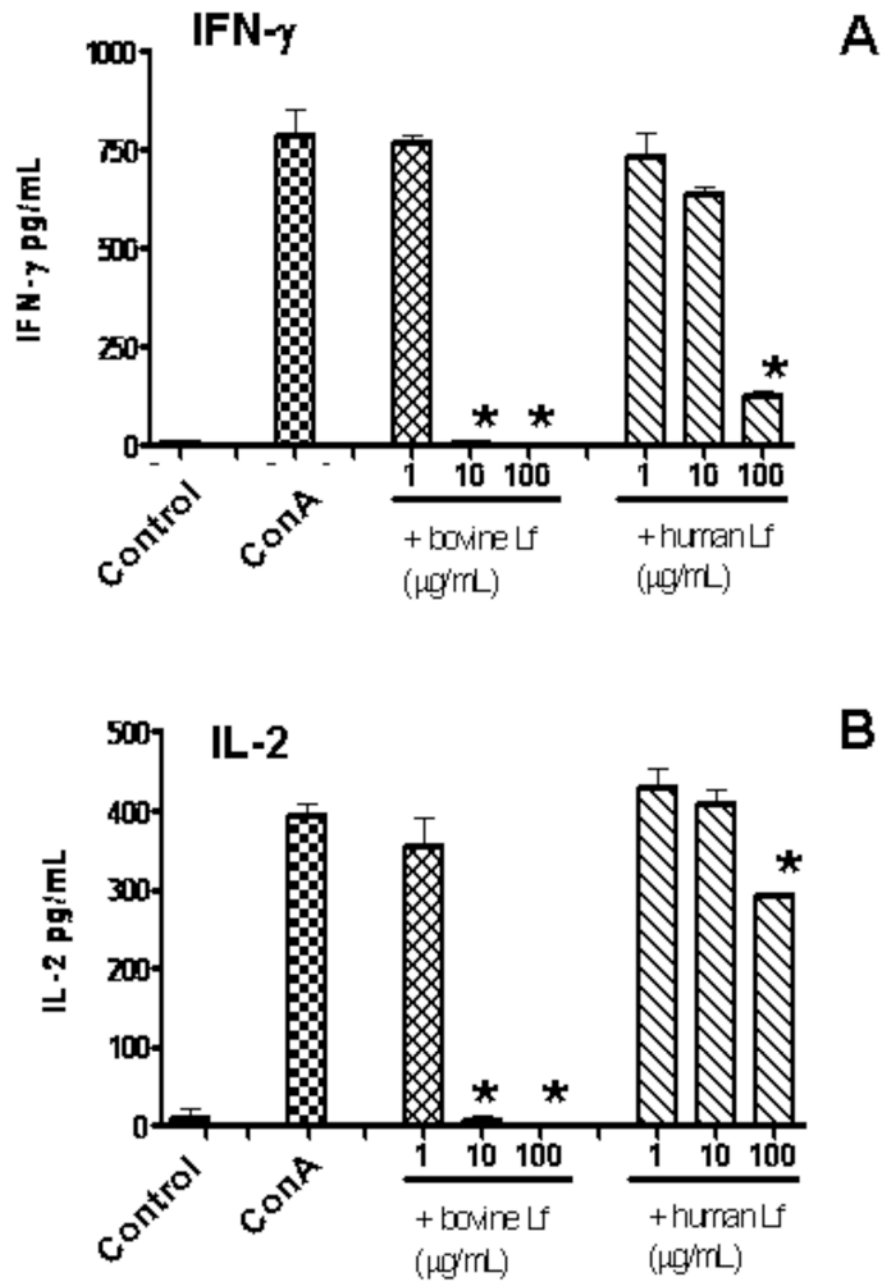 IFN-γ
A
1000
750
500
250
0
IFN-γ pg/mL
1 10 100 1 10 100
* * *
Control
ConA
+ bovine Lf
(µg/mL)
+ human Lf
(µg/mL)
IL-2
B
500
400
300
200
100
0
IL-2 pg/mL
* * *
1 10 100 1 10 100
Control
ConA
+ bovine Lf
(µg/mL)
+ human Lf
(µg/mL)